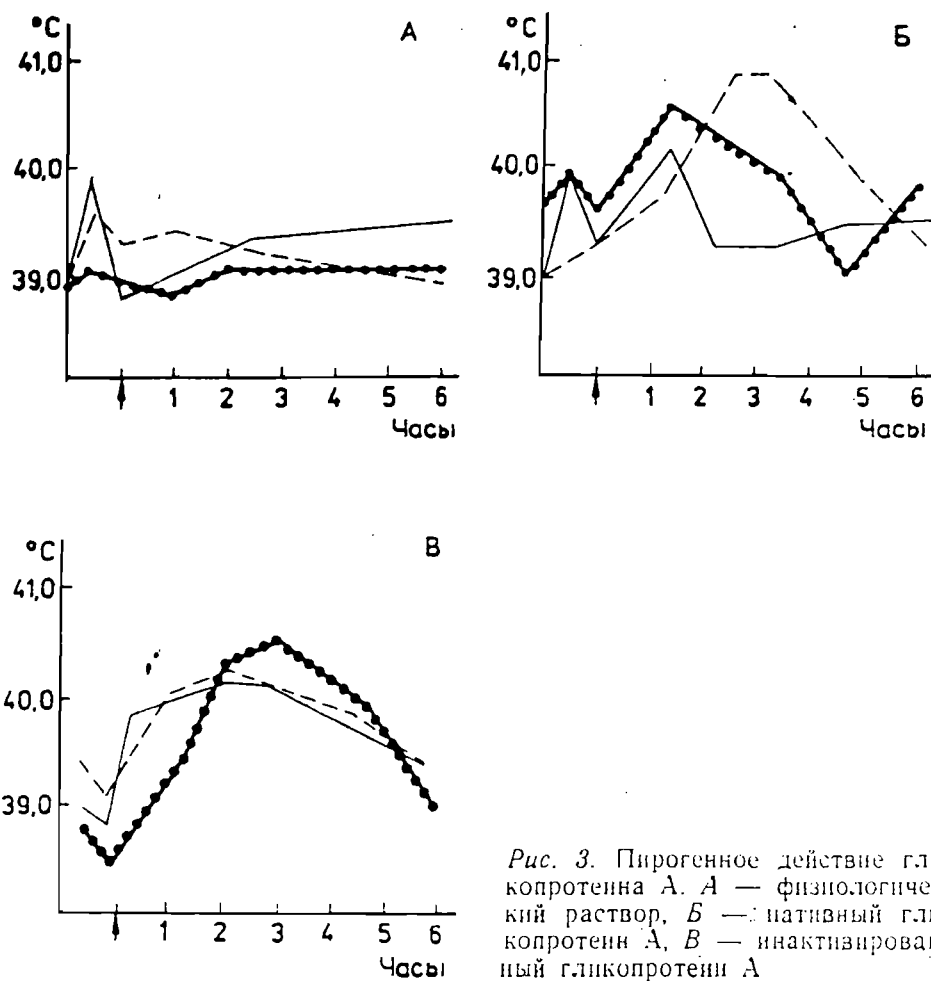 °С
А
41,0
40,0
39,0
1 2 3 4 5 6
Часы
°С
Б
41,0
40,0
39,0
1 2 3 4 5 6
Часы
°С
В
41,0
40,0
39,0
1 2 3 4 5 6
Часы
Рис. 3. Пирогенное действие гли
копротеина А. А — физиологичес
кий раствор, Б — нативный гли
копротеин А, В — инактивирован
ный гликопротеин А